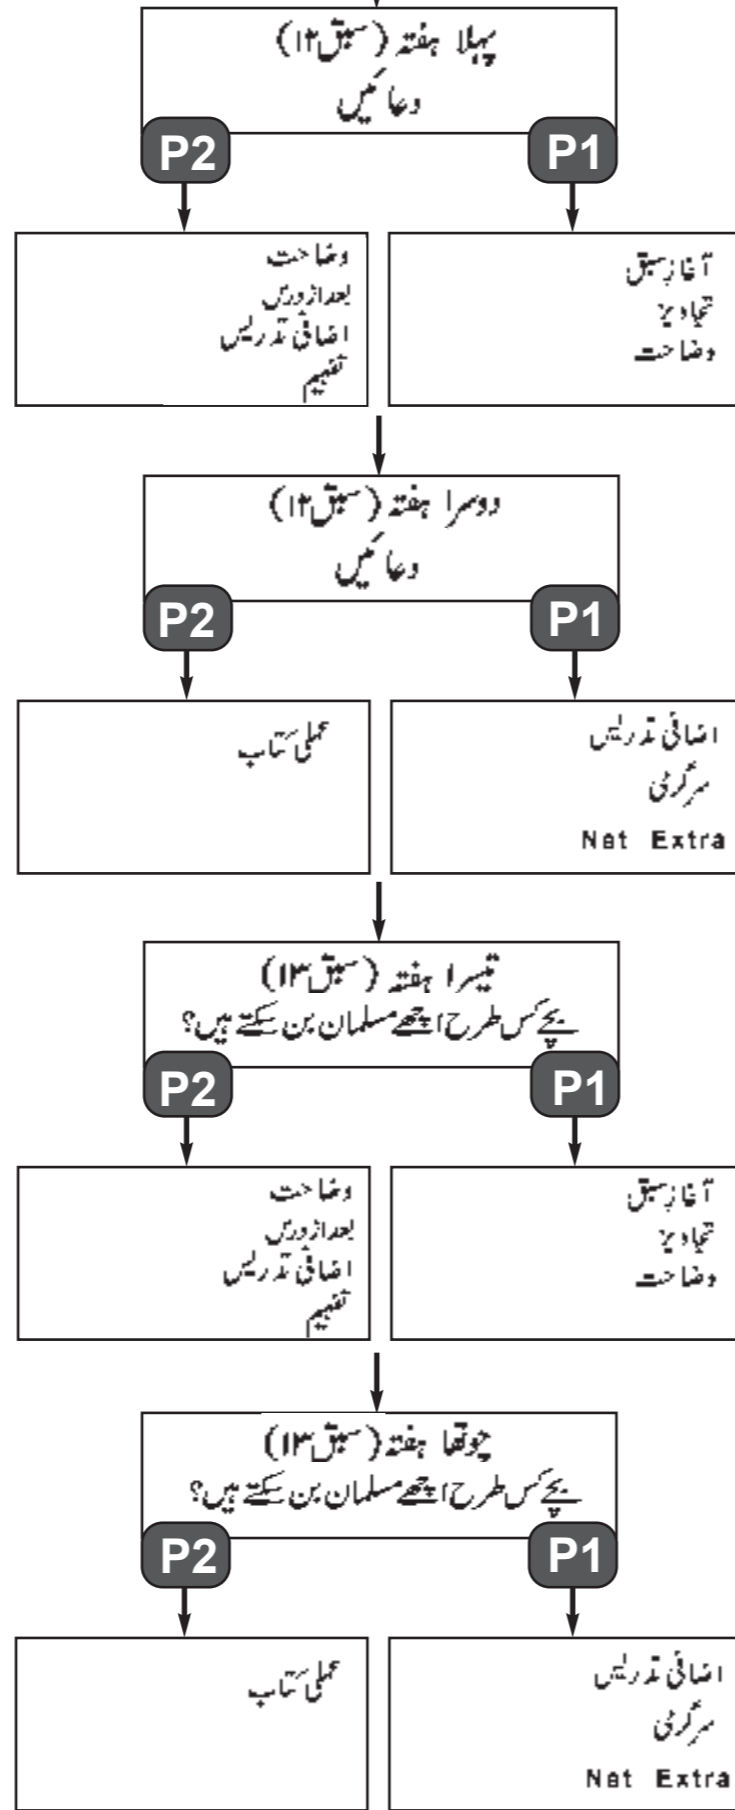 پہلا ہفتہ (سبق ۱۲)
دعائیں
P1
P2
آغازِ سبق
تجاویز
وضاحت
وضاحت
بعد از درس
اضافی تدریس
تفہیم
دوسرا ہفتہ (سبق ۱۲)
دعائیں
P1
P2
اضافی تدریس
سرگرمی
Net Extra
عملی کتاب
تیسرا ہفتہ (سبق ۱۳)
بچے کس طرح اچھے مسلمان بن سکتے ہیں؟
P1
P2
آغازِ سبق
تجاویز
وضاحت
وضاحت
بعد از درس
اضافی تدریس
تفہیم
چوتھا ہفتہ (سبق ۱۳)
بچے کس طرح اچھے مسلمان بن سکتے ہیں؟
P1
P2
اضافی تدریس
سرگرمی
Net Extra
عملی کتاب